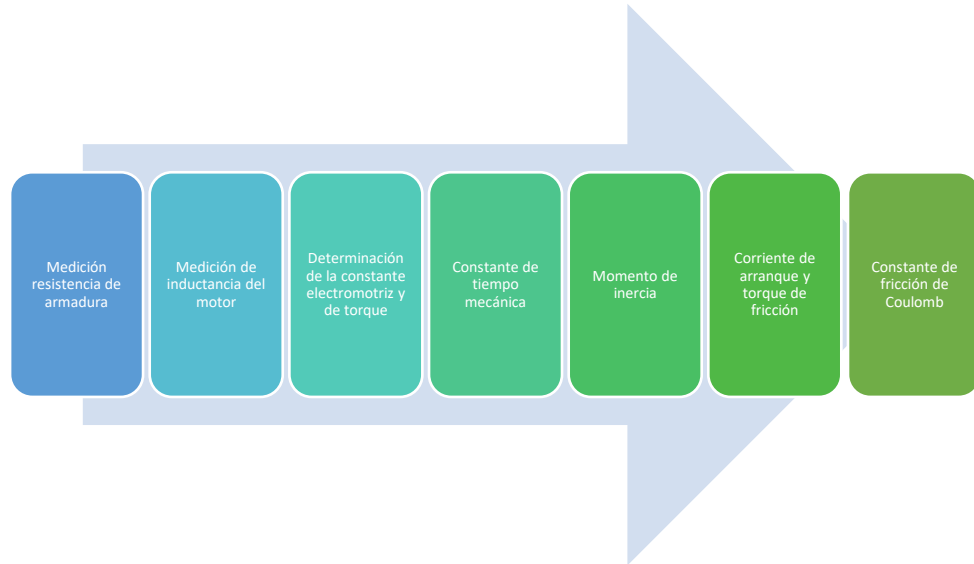 Medición
resistencia de
armadura
Medición de
inductancia del
motor
Determinación
de la constante
electromotriz y
de torque
Constante de
tiempo
mecánica
Momento de
inercia
Corriente de
arranque y
torque de
fricción
Constante de
fricción de
Coulomb